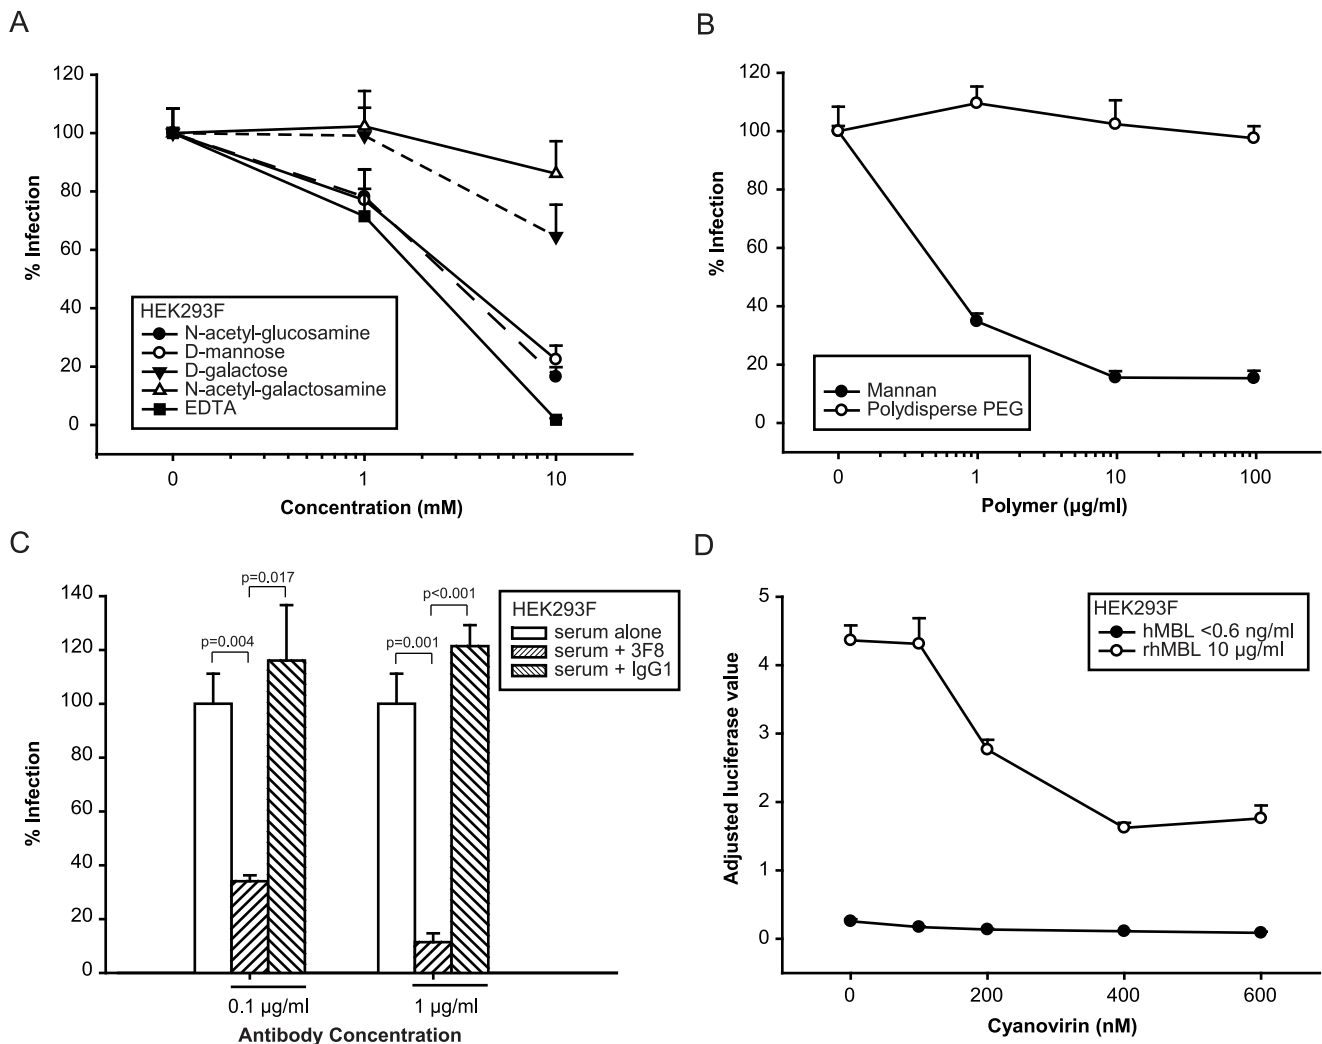 A
120
100
80
60
40
20
0
% Infection
HEK293F
N-acetyl-glucosamine
D-mannose
D-galactose
N-acetyl-galactosamine
EDTA
0 1 10
Concentration (mM)
B
120
100
80
60
40
20
0
% Infection
Mannan
Polydisperse PEG
0 1 10 100
Polymer (µg/ml)
C
140
120
100
80
60
40
20
0
% Infection
p=0.017
p=0.004
p<0.001
p=0.001
HEK293F
serum alone
serum + 3F8
serum + IgG1
0.1 µg/ml 1 µg/ml
Antibody Concentration
D
5
4
3
2
1
0
Adjusted luciferase value
HEK293F
hMBL <0.6 ng/ml
rhMBL 10 µg/ml
0 200 400 600
Cyanovirin (nM)